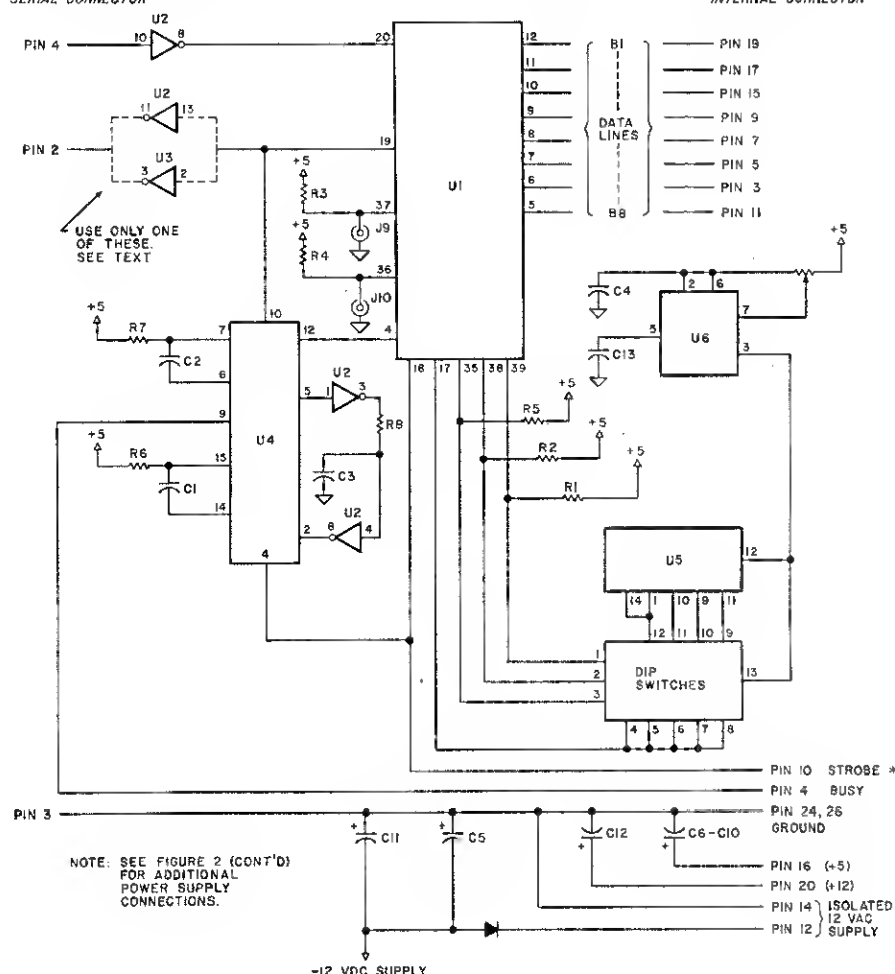 SERIAL CONNECTOR
INTERNAL CONNECTOR
PIN 4
10
U2
8
20
12
B1
PIN 19
11
PIN 17
10
PIN 15
9
PIN 9
8
DATA
LINES
PIN 7
7
PIN 5
6
PIN 3
5
B8
PIN 11
U1
U2
11
13
PIN 2
19
U3
3
2
USE ONLY ONE
OF THESE.
SEE TEXT
+5
R3
37
J9
+5
R4
36
J10
4
16
17
35
38
39
+5
R7
7
10
12
C2
6
5
1
U2
3
R8
9
U4
+5
R6
15
C1
14
C3
2
U2
6
4
4
+5
C4
2
6
7
5
U6
C13
3
R5
+5
R2
+5
R1
+5
U5
12
14
1
10
9
11
12
11
10
9
1
2
3
DIP
SWITCHES
13
4
5
6
7
8
PIN 10 STROBE *
PIN 4 BUSY
PIN 3
PIN 24, 26
GROUND
+
C11
+
C5
C12
+
C6-C10
+
PIN 16 (+5)
PIN 20 (+12)
PIN 14
PIN 12
ISOLATED
12 VAC
SUPPLY
NOTE: SEE FIGURE 2 (CONT'D)
FOR ADDITIONAL
POWER SUPPLY
CONNECTIONS.
-12 VDC SUPPLY